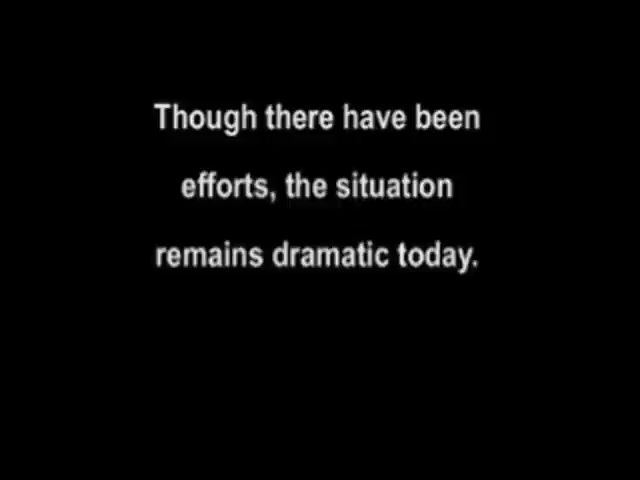 Though there have been
efforts, the situation
remains dramatic today.